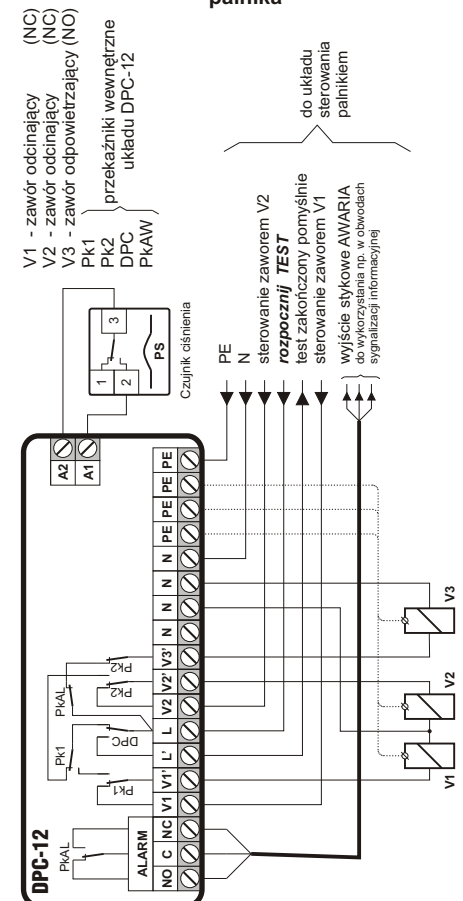 palnika
V1 - zawór odcinający (NC)
V2 - zawór odcinający (NC)
V3 - zawór odpowietrzający (NO)
Pk1
Pk2
DPC
PkAW
przekaźniki wewnętrzne
układu DPC-12
1
2
3
PS
Czujnik ciśnienia
A2
A1
do układu
sterowania
palnikiem
PE
N
sterowanie zaworem V2
rozpocznij TEST
test zakończony pomyślnie
sterowanie zaworem V1
wyjście stykowe AWARIA
do wykorzystania np. w obwodach
sygnalizacji informacyjnej
DPC-12
PkAL
Pk1
PkAL
Pk1
DPC
Pk2
Pk2
ALARM
NO C NC V1 V1' L' L V2 V2' V3' N N N N PE PE PE PE
V1
V2
V3